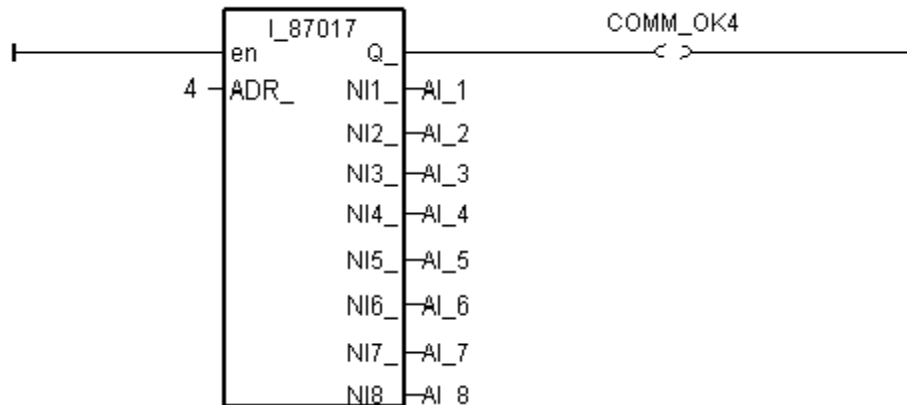 I_87017 COMM_OK4
en Q_
4 ADR_ NI1_ AI_1
NI2_ AI_2
NI3_ AI_3
NI4_ AI_4
NI5_ AI_5
NI6_ AI_6
NI7_ AI_7
NI8_ AI_8